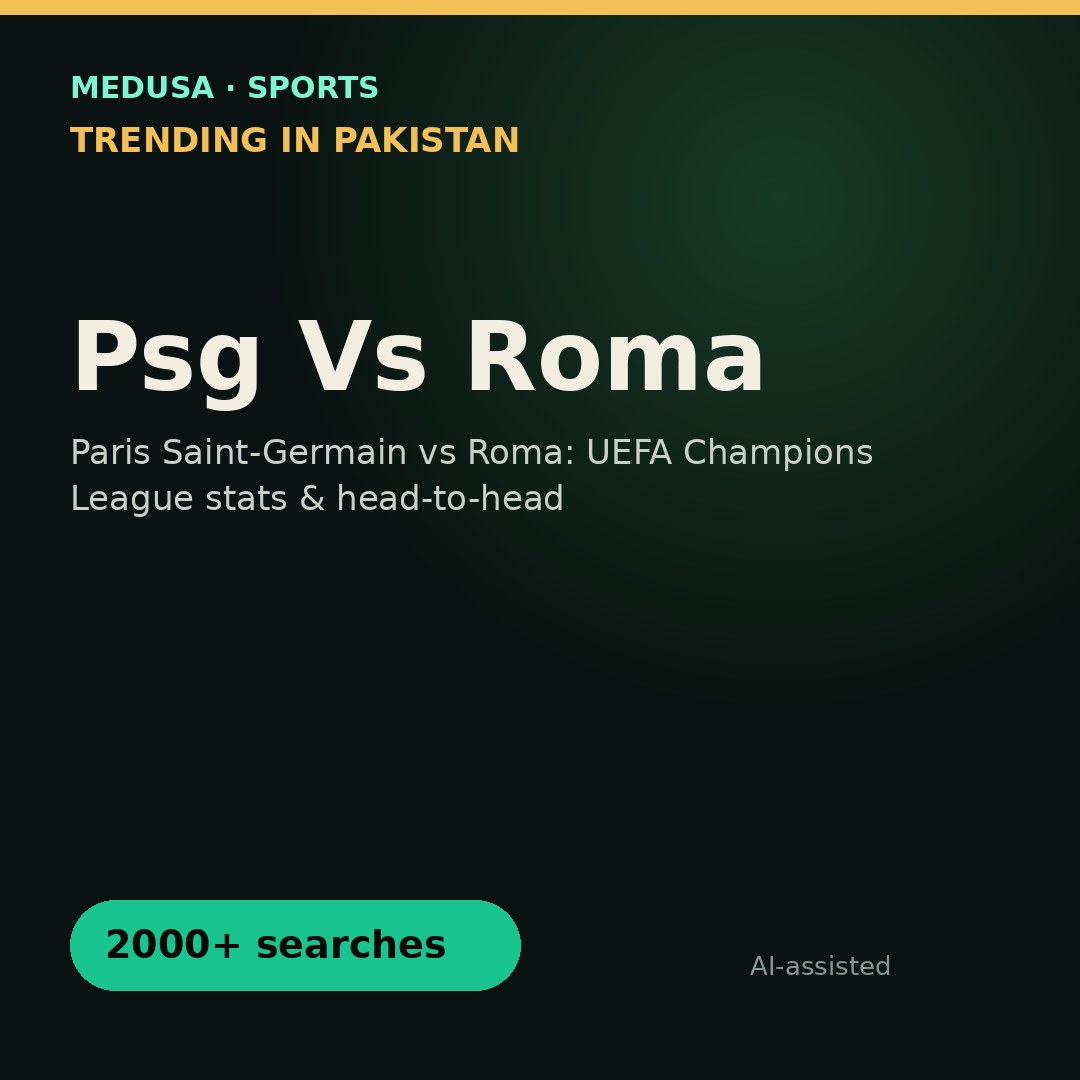 MEDUSA · SPORTS
TRENDING IN PAKISTAN
Psg Vs Roma
Paris Saint-Germain vs Roma: UEFA Champions
League stats & head-to-head
2000+ searches
AI-assisted